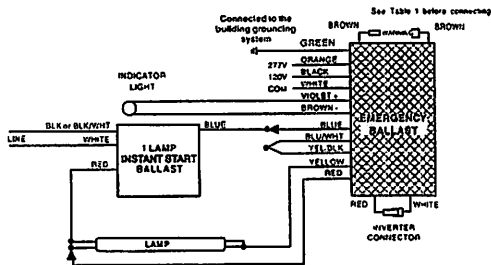 See Table 1 before connecting
Connected to the
building grounding
system
BROWN
BROWN
GREEN
277V
ORANGE
120V
BLACK
COM
WHITE
INDICATOR
LIGHT
VIOLET +
BROWN -
EMERGENCY
BALLAST
BLK or BLK/WHT
LINE
WHITE
RED
1 LAMP
INSTANT START
BALLAST
BLUE
BLUE
BLU/WHT
YEL/BLK
YELLOW
RED
LAMP
RED
WHITE
INVERTER
CONNECTOR